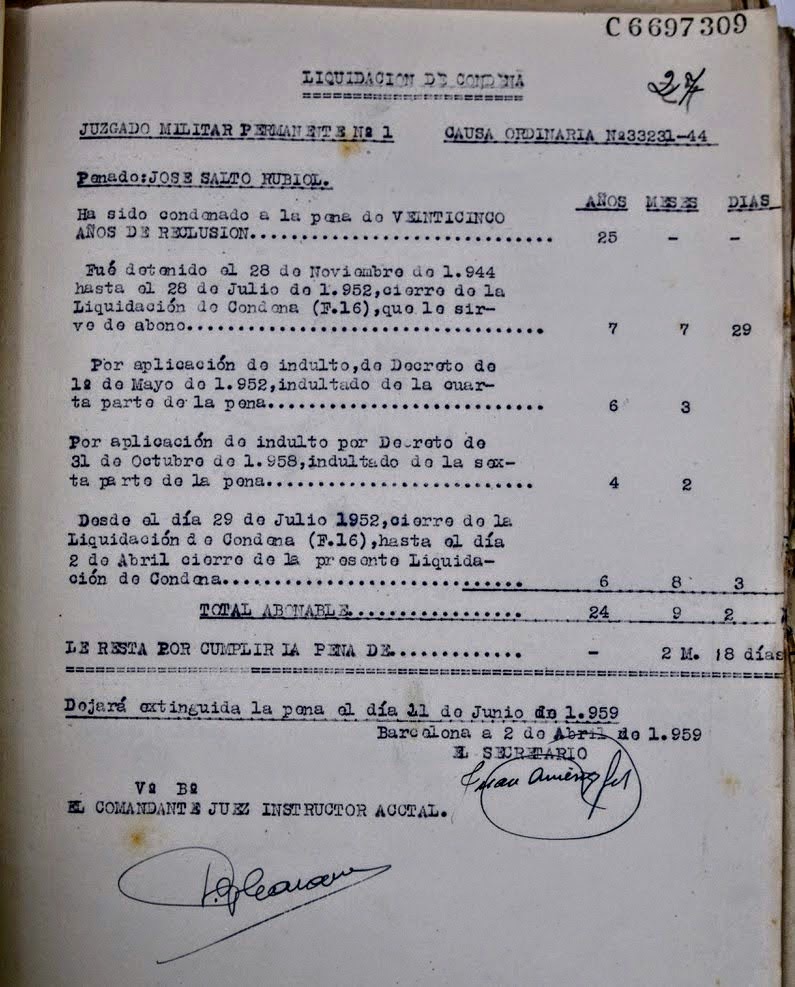 C 6697309
LIQUIDACION DE CONDENA
27
JUZGADO MILITAR PERMANENTE Nº 1 CAUSA ORDINARIA Nº33231-44
Penado:JOSE SALTO RUBIOL.
AÑOS MESES DIAS
Ha sido condenado a la pena de VEINTICINCO
AÑOS DE RECLUSION.............................. 25 - -
Fué detenido el 28 de Noviembre de 1.944
hasta el 28 de Julio de 1.952,cierre de la
Liquidación de Condena (F.16),que le sir-
ve de abono.................................... 7 7 29
Por aplicación de indulto,de Decreto de
1º de Mayo de 1.952,indultado de la cuar-
ta parte de la pena............................ 6 3
Por aplicación de indulto por Decreto de
31 de Octubre de 1.958,indultado de la sex-
ta parte de la pena........................... 4 2
Desde el día 29 de Julio 1952,cierre de la
Liquidación de Condena (F.16),hasta el día
2 de Abril cierre de la presente Liquida-
ción de Condena.............................. 6 8 3
TOTAL ABONABLE................. 24 9 2
LE RESTA POR CUMPLIR LA PENA DE............. - 2 M. 18 días
Dejará extinguida la pena el día 11 de Junio de 1.959
Barcelona a 2 de Abril de 1.959
EL SECRETARIO
Vº Bº
EL COMANDANTE JUEZ INSTRUCTOR ACCTAL.